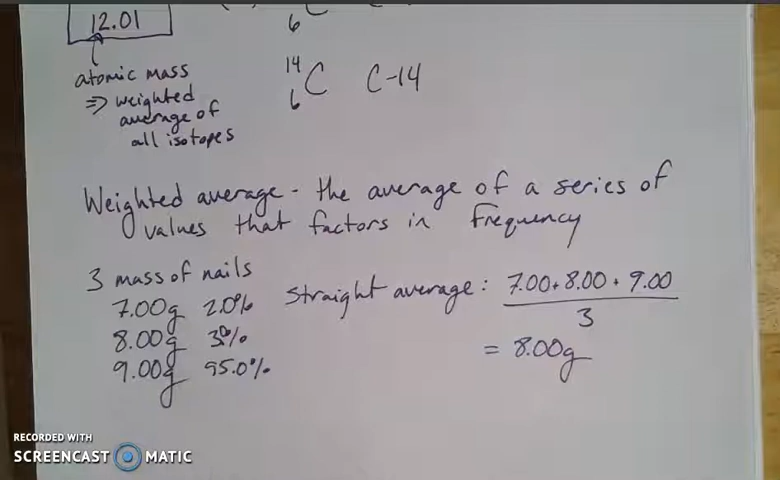 12.01
6
atomic mass
⇒ weighted
average of
all isotopes
14
6 C C-14
Weighted average - the average of a series of
values that factors in frequency
3 mass of nails
7.00g 2.0%
8.00g 3%
9.00g 95.0%
Straight average: 7.00+8.00+9.00
3
= 8.00g
RECORDED WITH
SCREENCAST MATIC